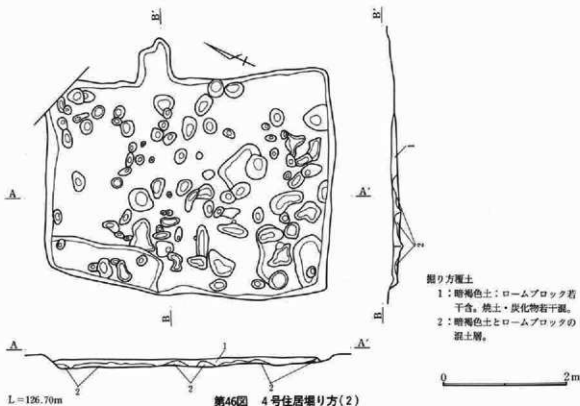 B'
B'
A
A'
1
2
掘り方覆土
1：暗褐色土；ロームブロック若
干含。焼土・炭化物若干混。
2：暗褐色土とロームブロックの
混土層。
B
B
A
A'
1
2
2
2
2
0
2m
L=126.70m
第46図 4号住居掘り方(2)